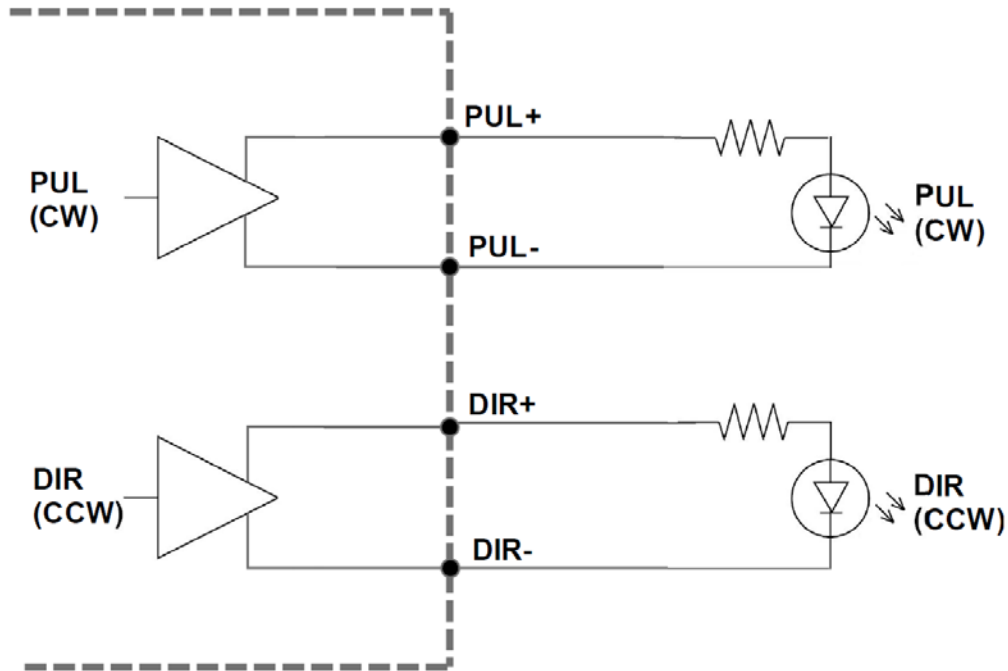 PUL+
PUL
(CW)
PUL
(CW)
PUL-
DIR+
DIR
(CCW)
DIR
(CCW)
DIR-